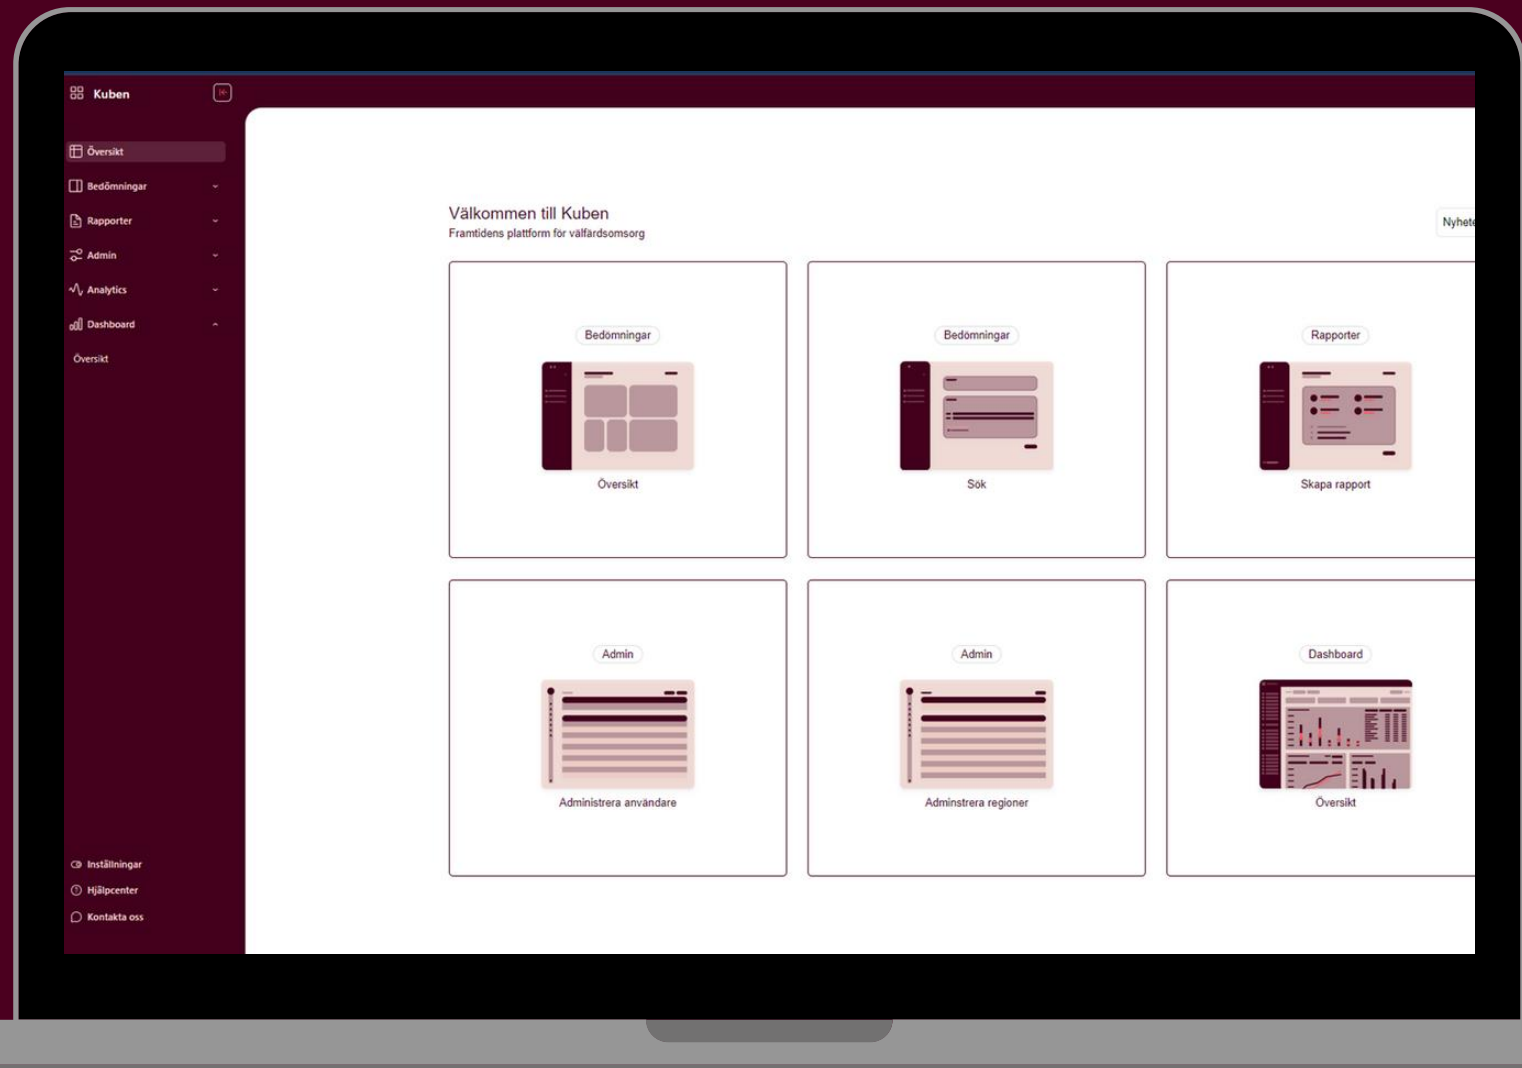 Kuben
Översikt
Bedömningar
Rapporter
Admin
Analytics
Dashboard
Översikt
Inställningar
Hjälpcenter
Kontakta oss
Välkommen till Kuben
Framtidens plattform för välfärdsomsorg
Nyhete
Bedömningar
Översikt
Bedömningar
Sök
Rapporter
Skapa rapport
Admin
Administrera användare
Admin
Adminstrera regioner
Dashboard
Översikt